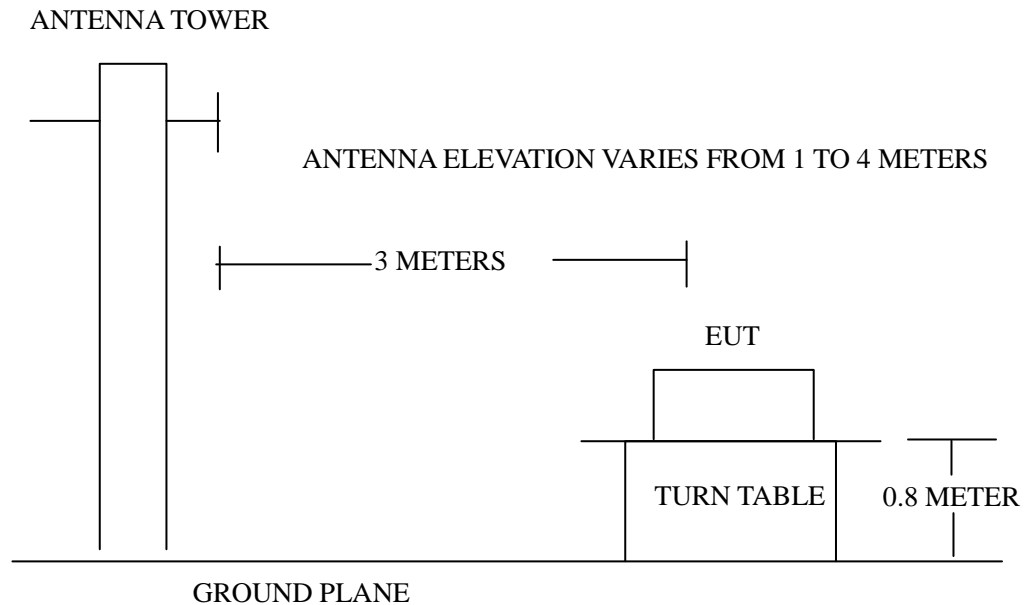 ANTENNA TOWER
ANTENNA ELEVATION VARIES FROM 1 TO 4 METERS
3 METERS
EUT
TURN TABLE
0.8 METER
GROUND PLANE